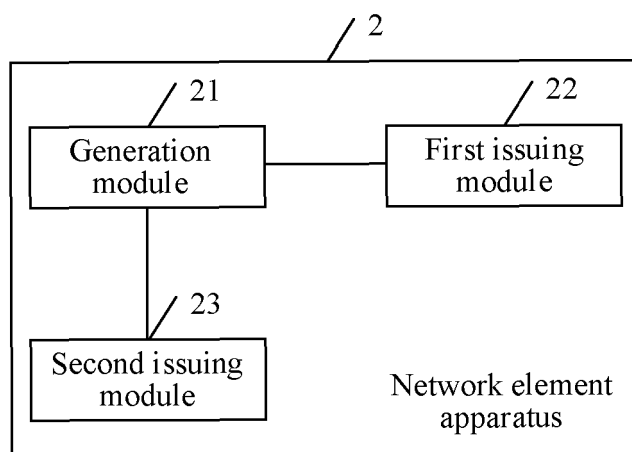 2
21
22
Generation
module
First issuing
module
23
Second issuing
module
Network element
apparatus